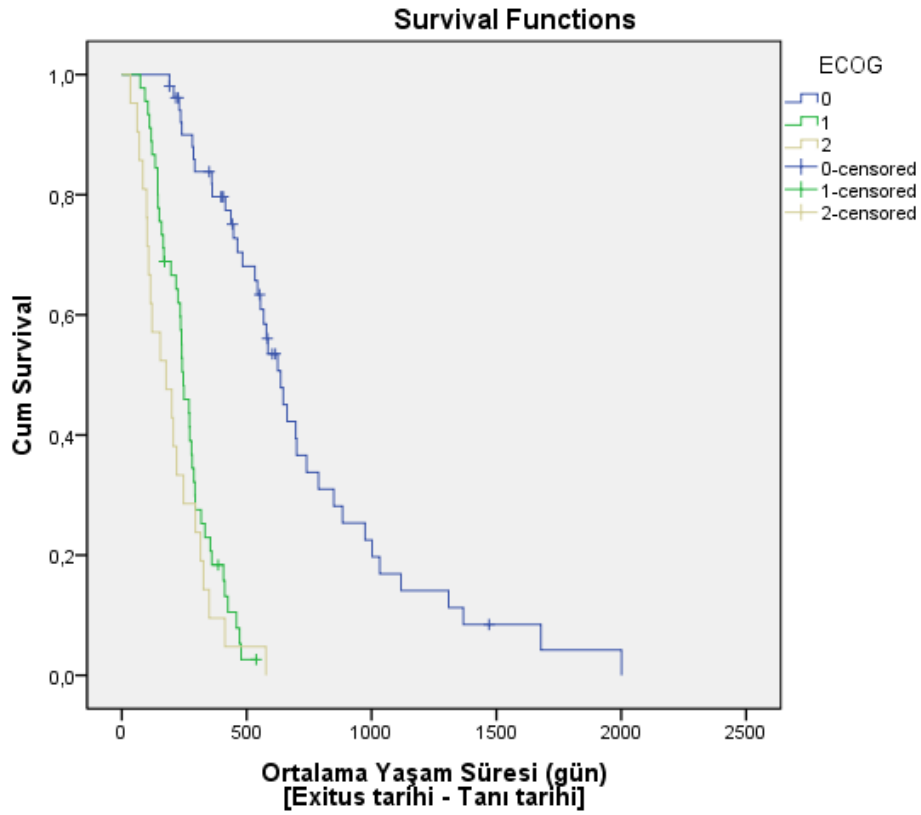 Survival Functions
ECOG
0
1
2
0-censored
1-censored
2-censored
Cum Survival
1,0
0,8
0,6
0,4
0,2
0,0
0
500
1000
1500
2000
2500
Ortalama Yaşam Süresi (gün)
[Exitus tarihi - Tanı tarihi]